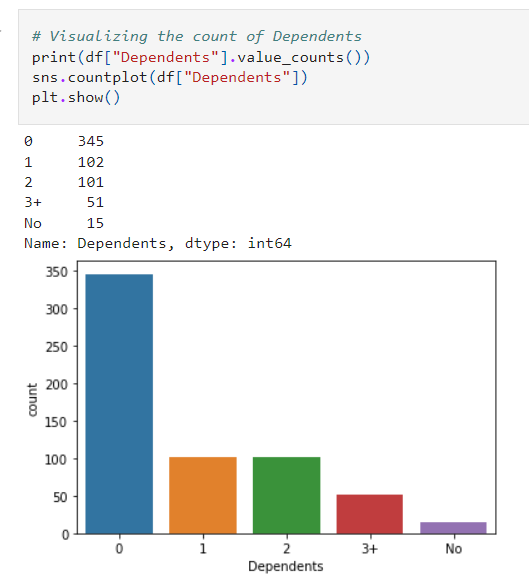 # Visualizing the count of Dependents
print(df["Dependents"].value_counts())
sns.countplot(df["Dependents"])
plt.show()
0 345
1 102
2 101
3+ 51
No 15
Name: Dependents, dtype: int64
350
300
250
200
150
100
50
0
count
0 1 2 3+ No
Dependents